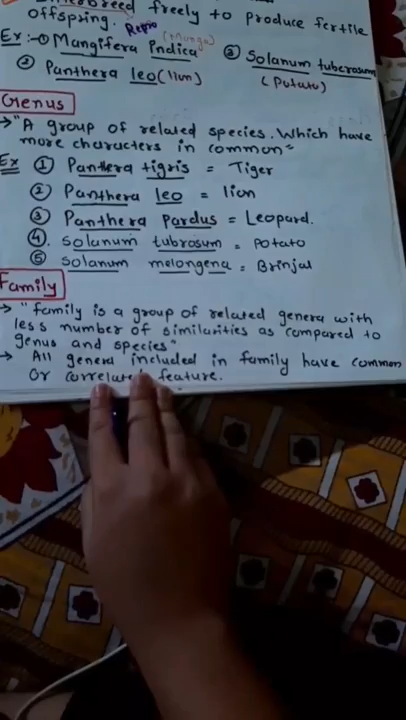 Interbreed freely to produce fertile
offspring. Repro
Ex:- ① Mangifera Indica (Mango) ② Solanum tuberosum
② Panthera leo (lion) (Potato)
Genus
→ "A group of related species. Which have
more characters in common"
Ex ① Panthera tigris = Tiger
② Panthera leo = lion
③ Panthera pardus = Leopard.
④. solanum tubrosum = Potato
⑤ solanum melongena = Brinjal
Family
→ "family is a group of related genera with
less number of similarities as compared to
genus and species"
→ All genera included in family have common
or correlated feature.